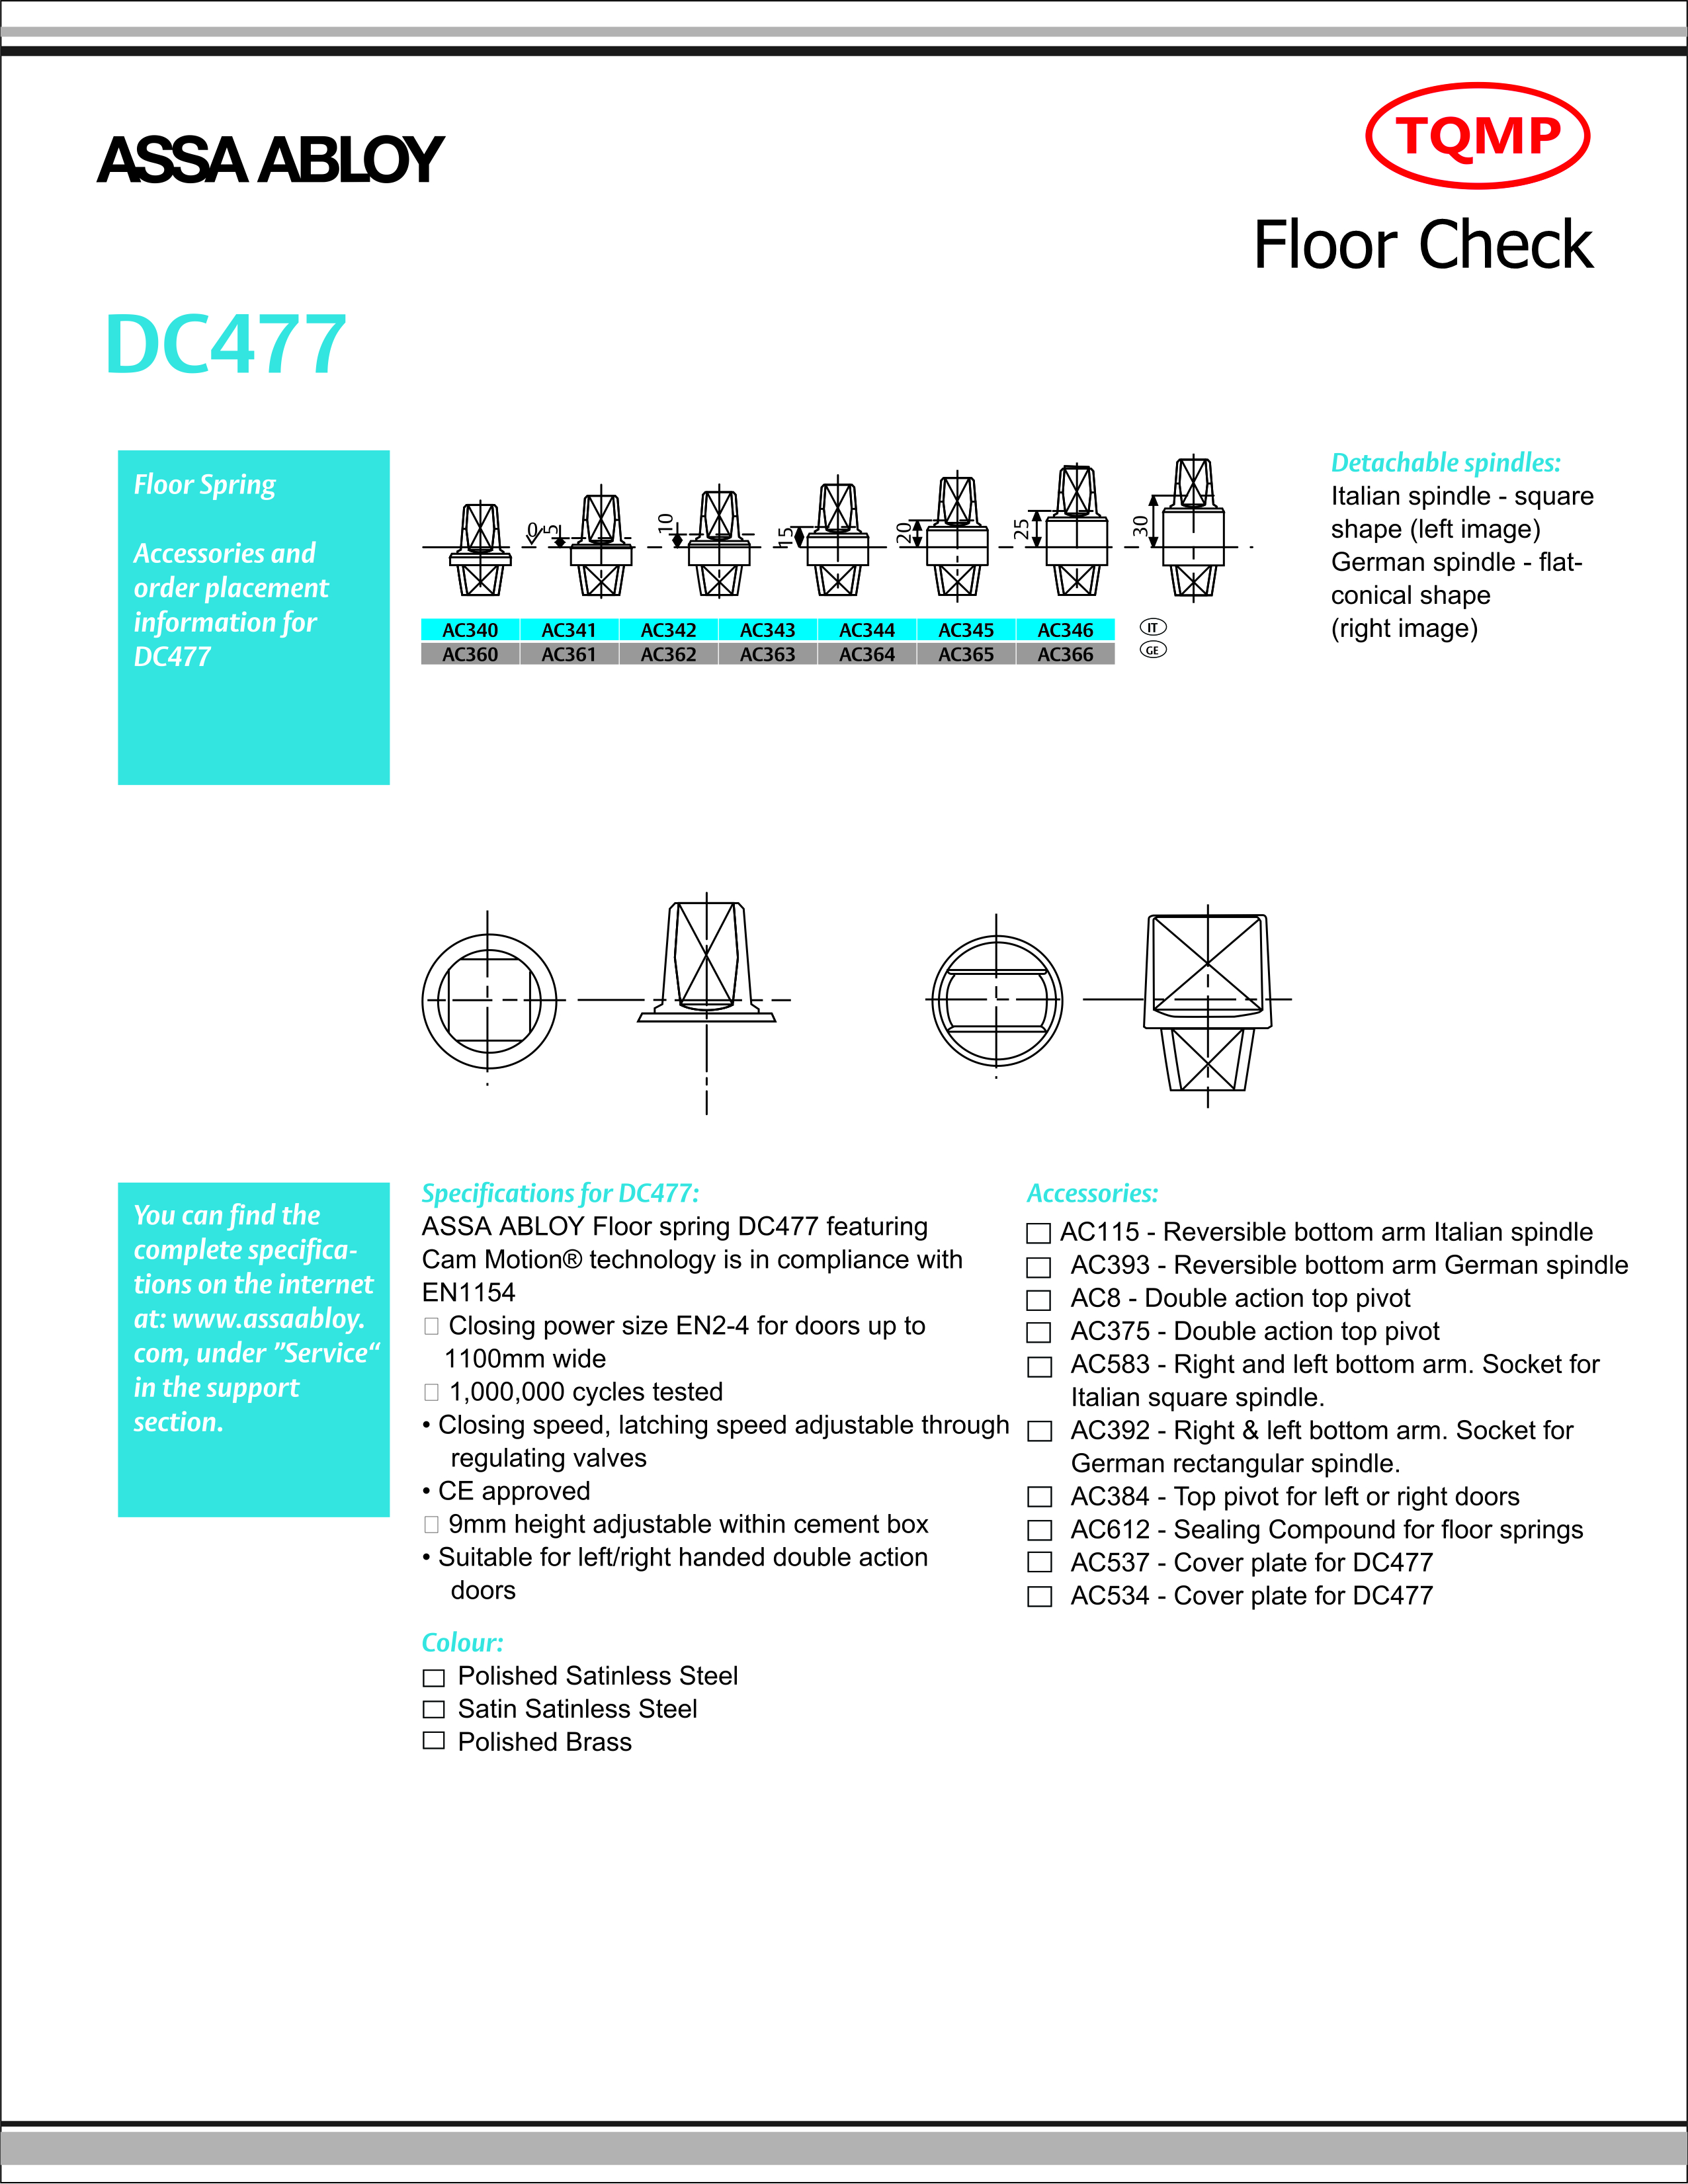 ASSA ABLOY
TQMP
Floor Check
DC477
Floor Spring
Accessories and
order placement
information for
DC477
0 5 10 15 20 25 30
AC340 AC341 AC342 AC343 AC344 AC345 AC346 IT
AC360 AC361 AC362 AC363 AC364 AC365 AC366 GE
Detachable spindles:
Italian spindle - square
shape (left image)
German spindle - flat-
conical shape
(right image)
You can find the
complete specifica-
tions on the internet
at: www.assaabloy.
com, under ”Service“
in the support
section.
Specifications for DC477:
ASSA ABLOY Floor spring DC477 featuring
Cam Motion® technology is in compliance with
EN1154
Closing power size EN2-4 for doors up to
1100mm wide
1,000,000 cycles tested
• Closing speed, latching speed adjustable through
regulating valves
• CE approved
9mm height adjustable within cement box
• Suitable for left/right handed double action
doors
Colour:
Polished Satinless Steel
Satin Satinless Steel
Polished Brass
Accessories:
AC115 - Reversible bottom arm Italian spindle
AC393 - Reversible bottom arm German spindle
AC8 - Double action top pivot
AC375 - Double action top pivot
AC583 - Right and left bottom arm. Socket for
Italian square spindle.
AC392 - Right & left bottom arm. Socket for
German rectangular spindle.
AC384 - Top pivot for left or right doors
AC612 - Sealing Compound for floor springs
AC537 - Cover plate for DC477
AC534 - Cover plate for DC477